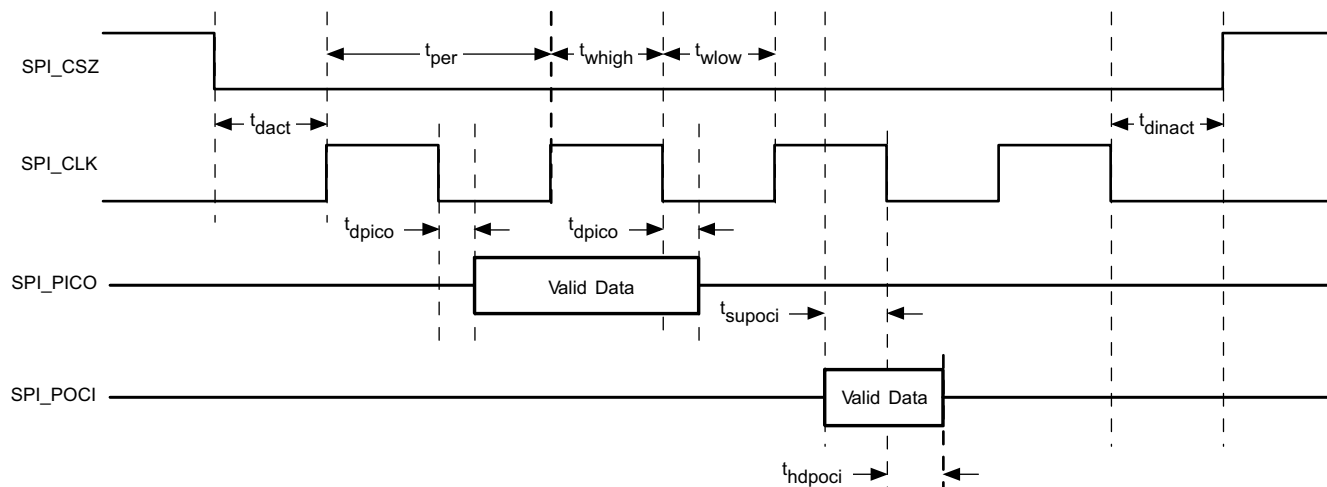 SPI_CSZ
t_per
t_whigh
t_wlow
t_dact
t_dinact
SPI_CLK
t_dpico
t_dpico
SPI_PICO
Valid Data
t_supoci
SPI_POCI
Valid Data
t_hdpoci